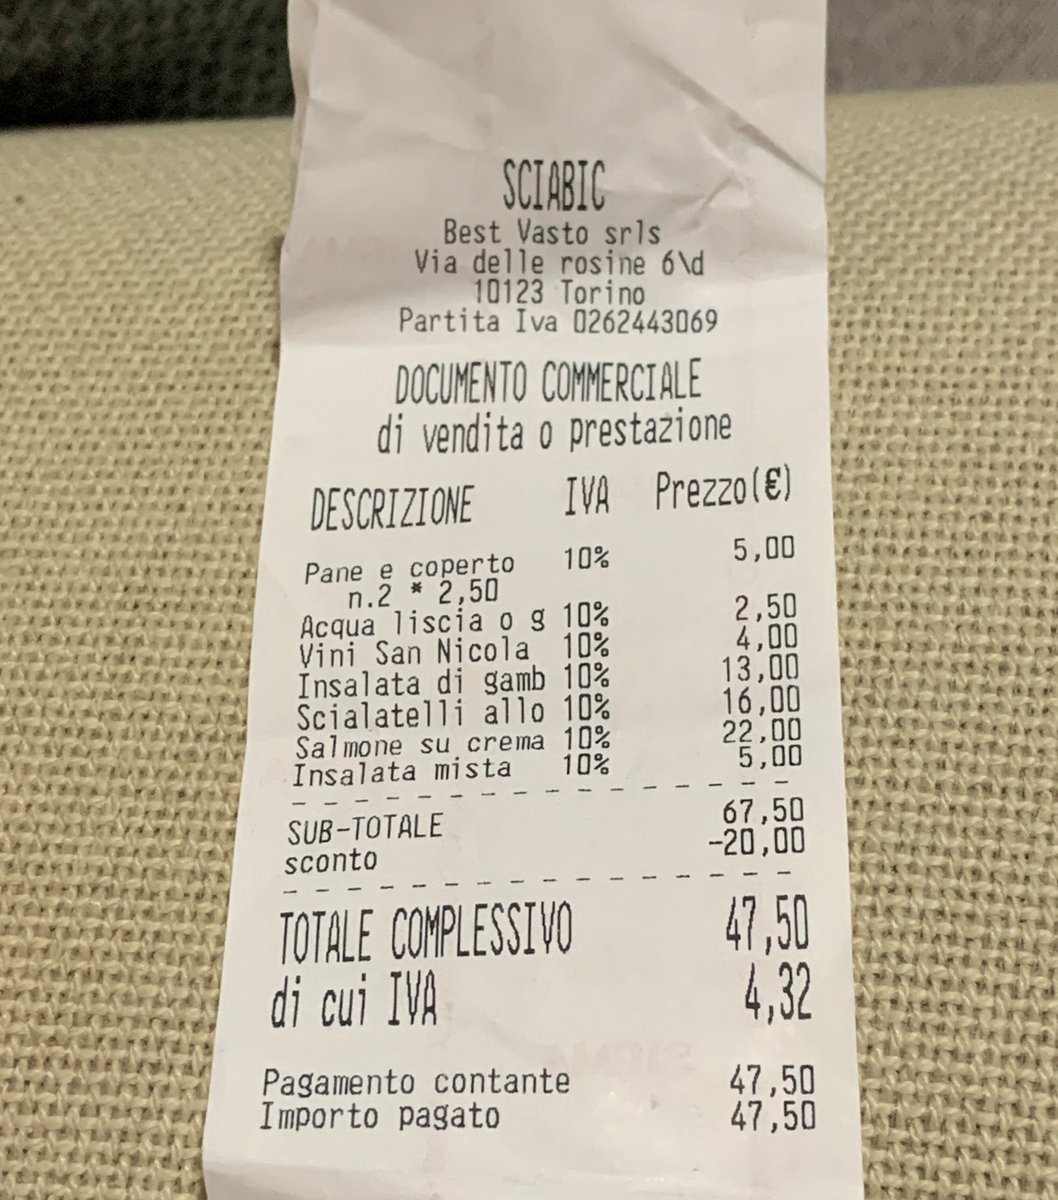 SCIABIC
Best Vasto srls
Via delle rosine 6\d
10123 Torino
Partita Iva 0262443069
DOCUMENTO COMMERCIALE
di vendita o prestazione
DESCRIZIONE IVA Prezzo(€)
Pane e coperto 10% 5,00
n.2 * 2,50
Acqua liscia o g 10% 2,50
Vini San Nicola 10% 4,00
Insalata di gamb 10% 13,00
Scialatelli allo 10% 16,00
Salmone su crema 10% 22,00
Insalata mista 10% 5,00
SUB-TOTALE 67,50
sconto -20,00
TOTALE COMPLESSIVO 47,50
di cui IVA 4,32
Pagamento contante 47,50
Importo pagato 47,50